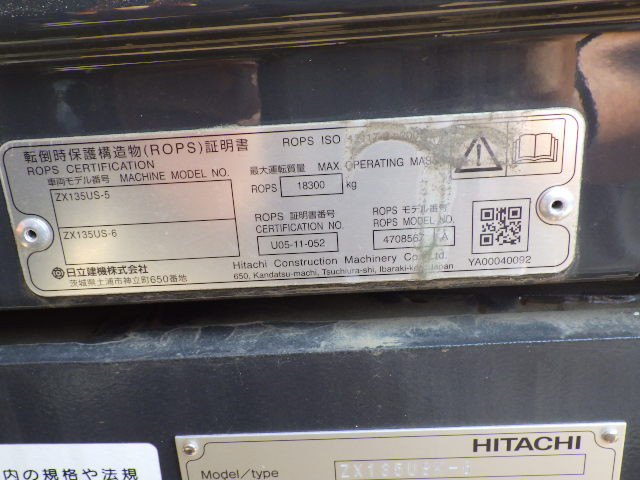 転倒時保護構造物(ROPS)証明書
ROPS CERTIFICATION
ROPS ISO
車両モデル番号 MACHINE MODEL NO.
ZX135US-5
ZX135US-6
最大運転質量 MAX. OPERATING MASS
ROPS 18300 kg
ROPS 証明書番号
CERTIFICATION NO.
U05-11-052
ROPS モデル番号
ROPS MODEL NO.
4708567 A
日立建機株式会社
茨城県土浦市神立町650番地
Hitachi Construction Machinery Co., Ltd.
650, Kandatsu-machi, Tsuchiura-shi, Ibaraki-ken, Japan
YA00040092
内の規格や法規
HITACHI
Model/type